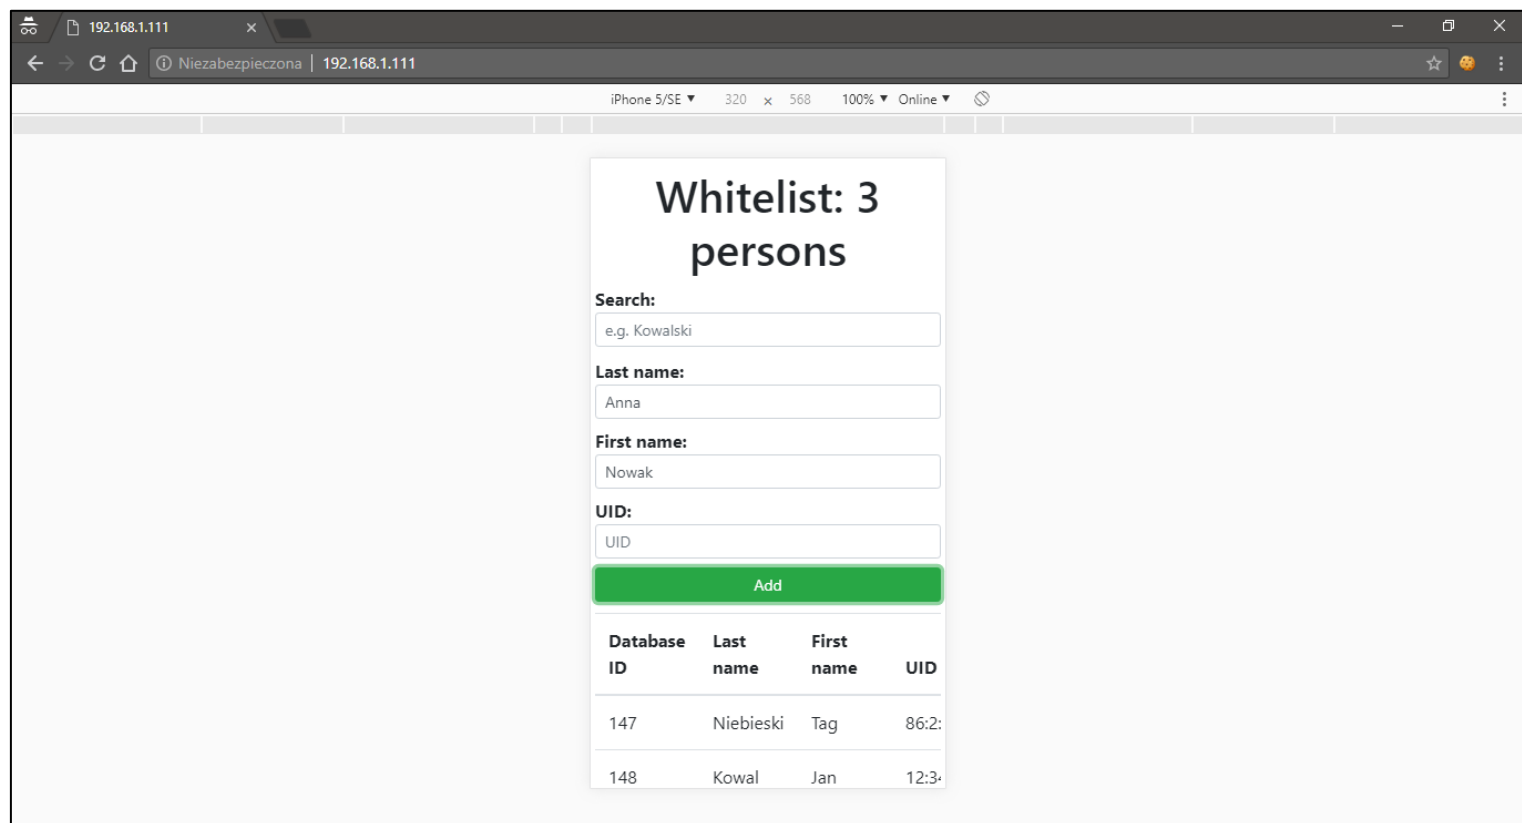 192.168.1.111
Niezabezpieczona | 192.168.1.111
iPhone 5/SE ▼ 320 x 568 100% ▼ Online ▼
Whitelist: 3
persons
Search:
e.g. Kowalski
Last name:
Anna
First name:
Nowak
UID:
UID
Add
Database Last First
ID name name UID
147 Niebieski Tag 86:2:
148 Kowal Jan